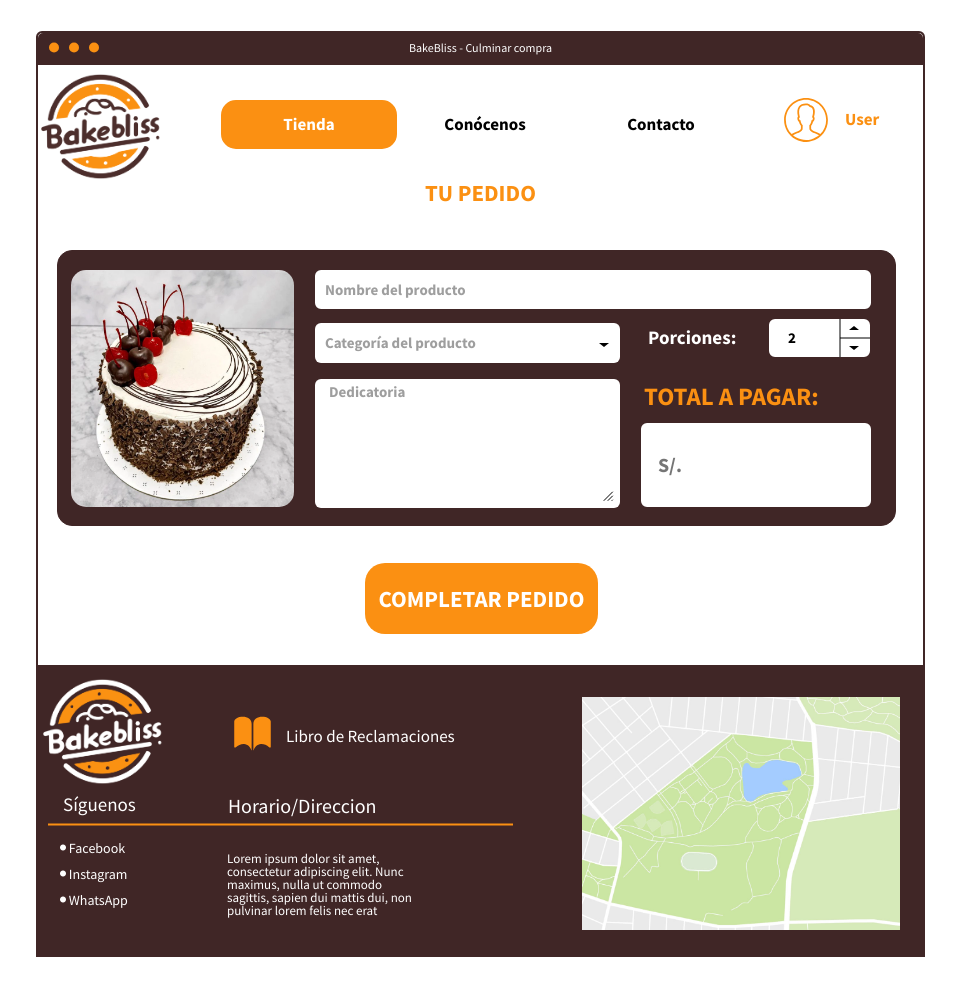 BakeBliss - Culminar compra
Bakebliss.
Tienda
Conócenos
Contacto
User
TU PEDIDO
Nombre del producto
Categoría del producto
Porciones:
2
Dedicatoria
TOTAL A PAGAR:
S/.
COMPLETAR PEDIDO
Bakebliss.
Libro de Reclamaciones
Síguenos
Horario/Direccion
Facebook
Instagram
WhatsApp
Lorem ipsum dolor sit amet,
consectetur adipiscing elit. Nunc
maximus, nulla ut commodo
sagittis, sapien dui mattis dui, non
pulvinar lorem felis nec erat